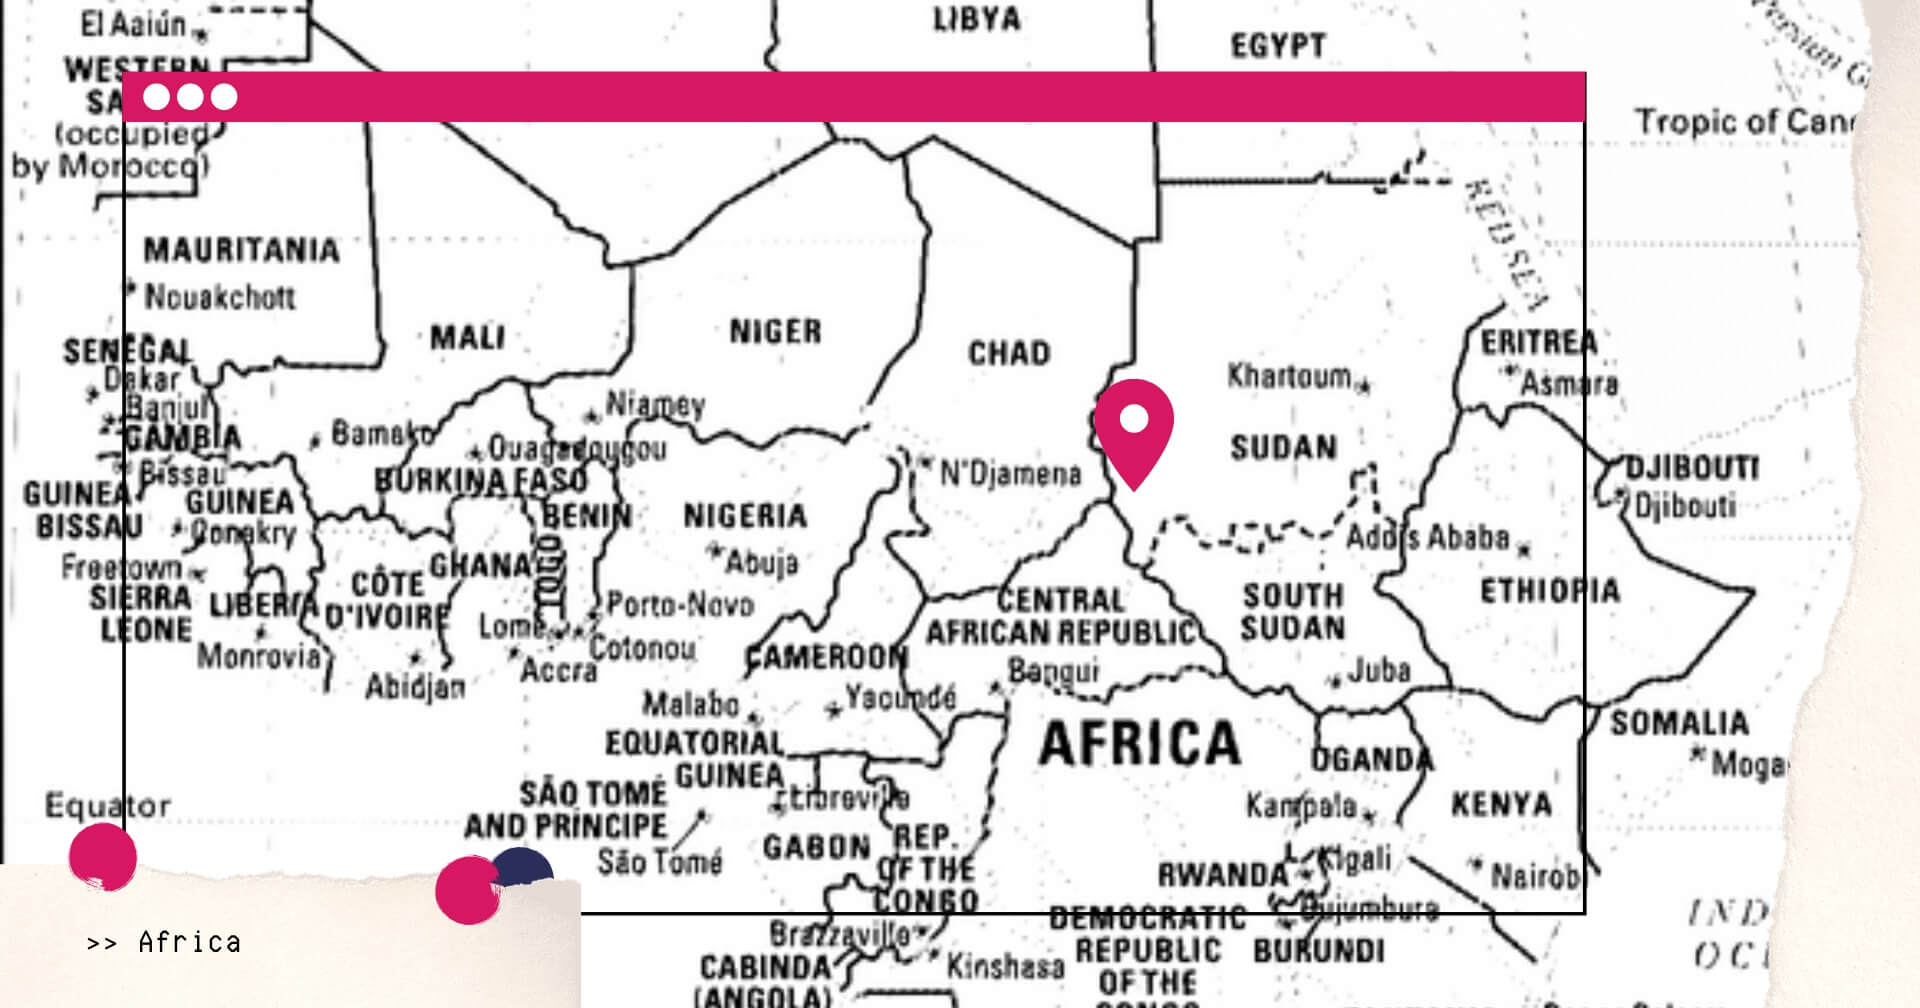 El Aaiún
LIBYA
EGYPT
Persian G
WESTERN
SA
(occupied
by Morocco)
Tropic of Canc
RED SEA
MAURITANIA
Nouakchott
MALI
NIGER
CHAD
SENEGAL
Dakar
Khartoum
ERITREA
Asmara
Banjul
Niamey
GAMBIA
Bamako
Ouagadougou
SUDAN
Bissau
BURKINA FASO
N'Djamena
DJIBOUTI
Djibouti
GUINEA
BISSAU
GUINEA
Conakry
BENIN
NIGERIA
Abuja
Addis Ababa
Freetown
SIERRA
LEONE
LIBERIA
CÔTE
D'IVOIRE
GHANA
TOGO
Porto-Novo
CENTRAL
AFRICAN REPUBLIC
SOUTH
SUDAN
ETHIOPIA
Monrovia
Lomé
Cotonou
Abidjan
Accra
CAMEROON
Bangui
Juba
Malabo
Yaoundé
EQUATORIAL
GUINEA
AFRICA
UGANDA
SOMALIA
Moga
Equator
SÃO TOMÉ
AND PRÍNCIPE
São Tomé
Libreville
GABON
REP.
OF THE
CONGO
Kampala
KENYA
RWANDA
Kigali
Nairob
Bujumbura
BURUNDI
DEMOCRATIC
REPUBLIC
OF THE
CONGO
Brazzaville
Kinshasa
CABINDA
(ANGOLA)
IND
OC
>> Africa